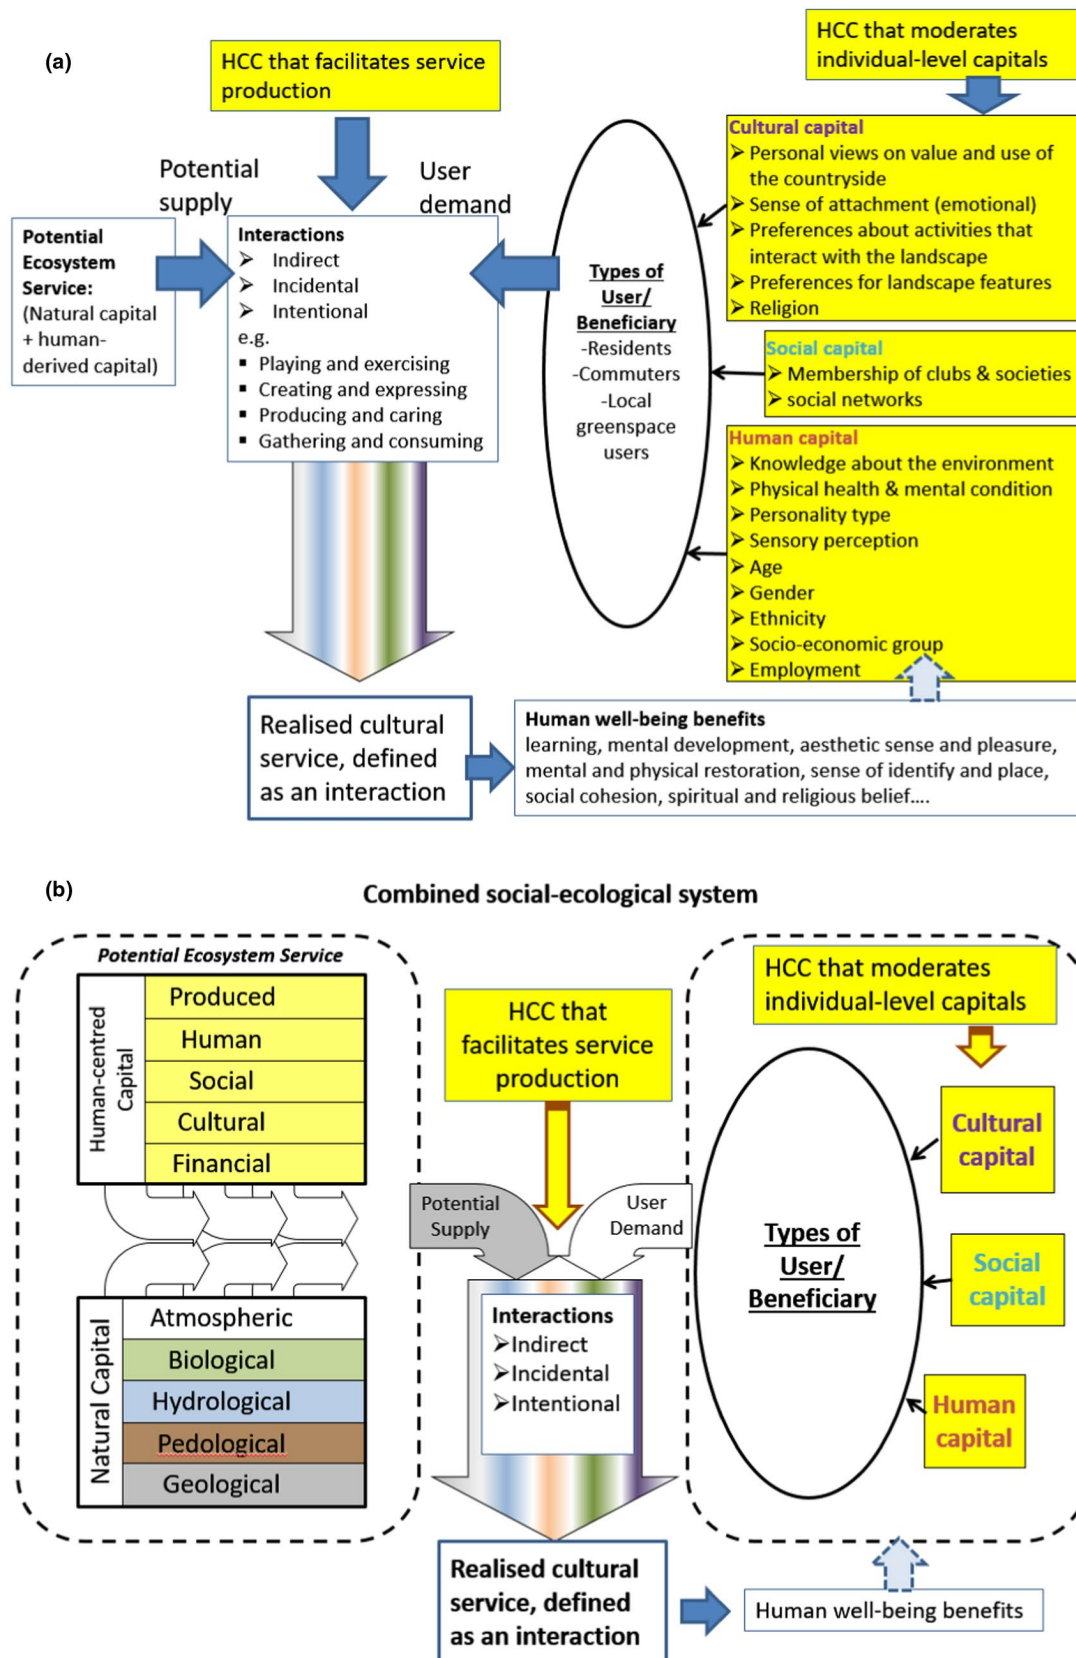 (a)
HCC that facilitates service
production
HCC that moderates
individual-level capitals
Potential
supply
User
demand
Potential
Ecosystem
Service:
(Natural capital
+ human-
derived capital)
Interactions
➢ Indirect
➢ Incidental
➢ Intentional
e.g.
▪ Playing and exercising
▪ Creating and expressing
▪ Producing and caring
▪ Gathering and consuming
Types of
User/
Beneficiary
-Residents
-Commuters
-Local
greenspace
users
Cultural capital
➢ Personal views on value and use of
the countryside
➢ Sense of attachment (emotional)
➢ Preferences about activities that
interact with the landscape
➢ Preferences for landscape features
➢ Religion
Social capital
➢ Membership of clubs & societies
➢ social networks
Human capital
➢ Knowledge about the environment
➢ Physical health & mental condition
➢ Personality type
➢ Sensory perception
➢ Age
➢ Gender
➢ Ethnicity
➢ Socio-economic group
➢ Employment
Realised cultural
service, defined
as an interaction
Human well-being benefits
learning, mental development, aesthetic sense and pleasure,
mental and physical restoration, sense of identify and place,
social cohesion, spiritual and religious belief....
(b)
Combined social-ecological system
Potential Ecosystem Service
Human-centred
Capital
Produced
Human
Social
Cultural
Financial
Natural Capital
Atmospheric
Biological
Hydrological
Pedological
Geological
HCC that
facilitates service
production
Potential
Supply
User
Demand
Interactions
➢Indirect
➢Incidental
➢Intentional
HCC that moderates
individual-level capitals
Types of
User/
Beneficiary
Cultural
capital
Social
capital
Human
capital
Realised cultural
service, defined
as an interaction
Human well-being benefits